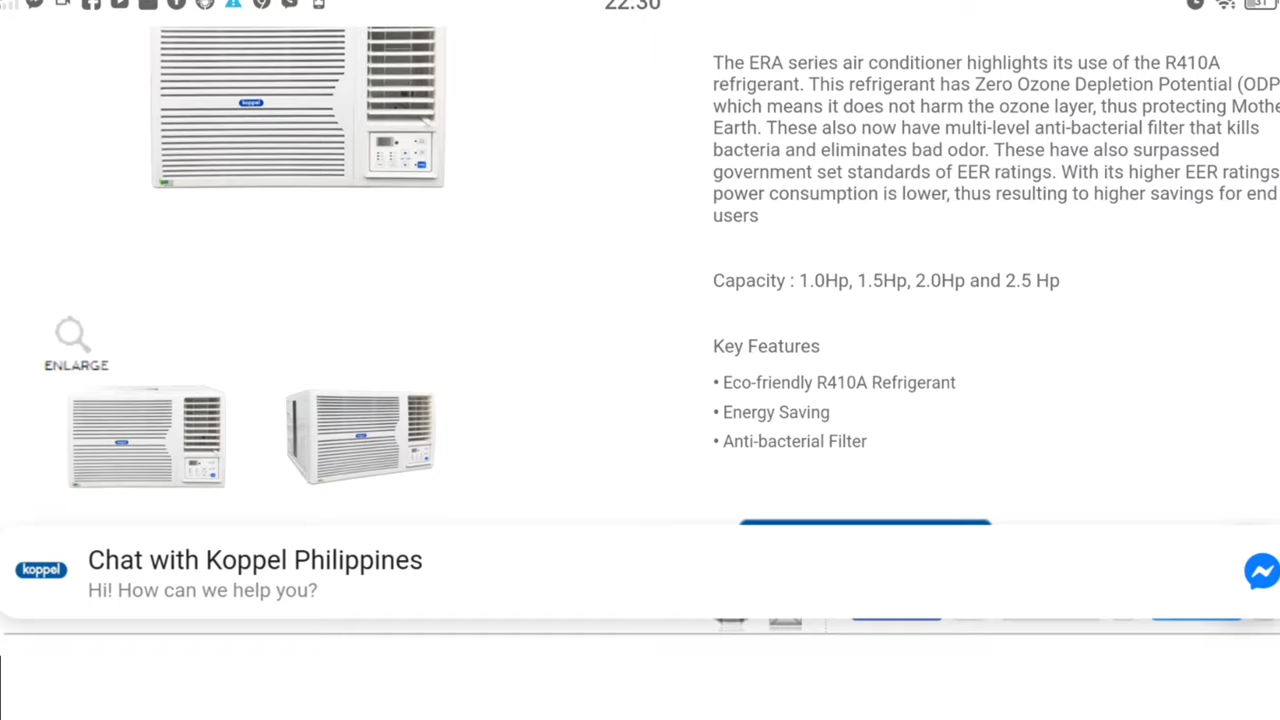 22.30
31
koppel
The ERA series air conditioner highlights its use of the R410A
refrigerant. This refrigerant has Zero Ozone Depletion Potential (ODP
which means it does not harm the ozone layer, thus protecting Mothe
Earth. These also now have multi-level anti-bacterial filter that kills
bacteria and eliminates bad odor. These have also surpassed
government set standards of EER ratings. With its higher EER ratings
power consumption is lower, thus resulting to higher savings for end
users
Capacity : 1.0Hp, 1.5Hp, 2.0Hp and 2.5 Hp
Key Features
• Eco-friendly R410A Refrigerant
• Energy Saving
• Anti-bacterial Filter
ENLARGE
koppel
koppel
koppel
Chat with Koppel Philippines
Hi! How can we help you?